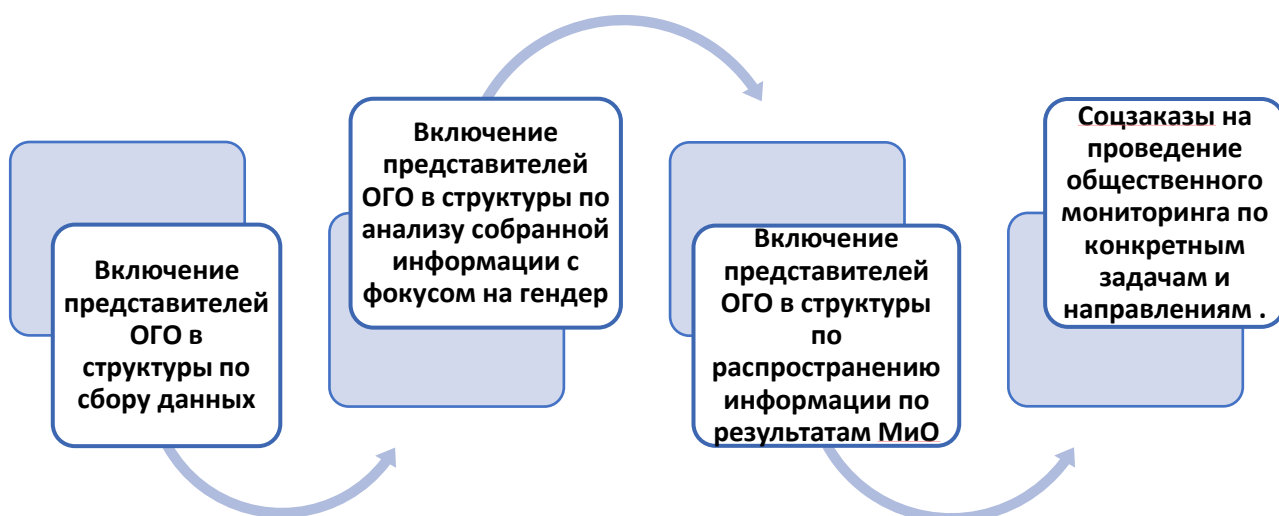 Включение
представителей
ОГО в
структуры по
сбору данных
Включение
представителей
ОГО в структуры по
анализу собранной
информации с
фокусом на гендер
Включение
представителей
ОГО в структуры
по
распространению
информации по
результатам МиО
Соцзаказы на
проведение
общественного
мониторинга по
конкретным
задачам и
направлениям .